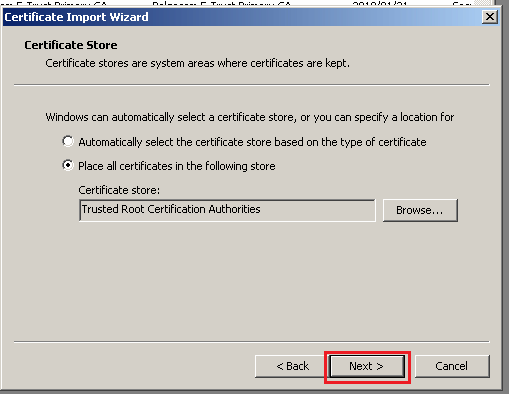 Certificate Import Wizard
Certificate Store
Certificate stores are system areas where certificates are kept.
Windows can automatically select a certificate store, or you can specify a location for
Automatically select the certificate store based on the type of certificate
Place all certificates in the following store
Certificate store:
Trusted Root Certification Authorities
Browse...
< Back
Next >
Cancel